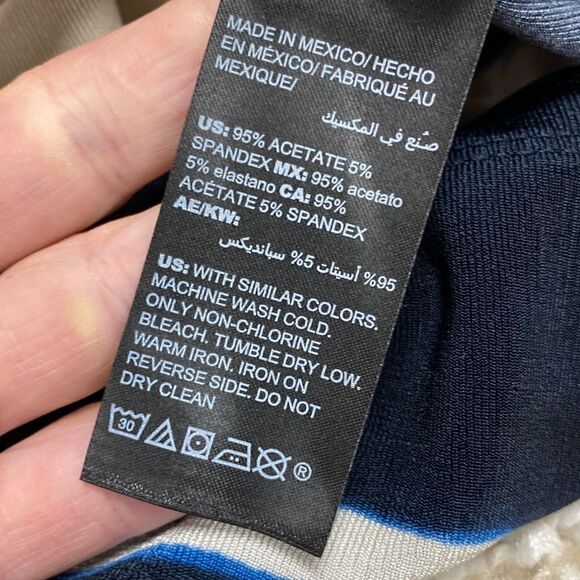 MADE IN MEXICO/ HECHO
EN MÉXICO/ FABRIQUÉ AU
MEXIQUE/
صُنع في المكسيك
US: 95% ACETATE 5%
SPANDEX MX: 95% acetato
5% elastano CA: 95%
ACÉTATE 5% SPANDEX
AE/KW:
95% أسيتات 5% سبانديكس
US: WITH SIMILAR COLORS.
MACHINE WASH COLD.
ONLY NON-CHLORINE
BLEACH. TUMBLE DRY LOW.
WARM IRON. IRON ON
REVERSE SIDE. DO NOT
DRY CLEAN
30 ®